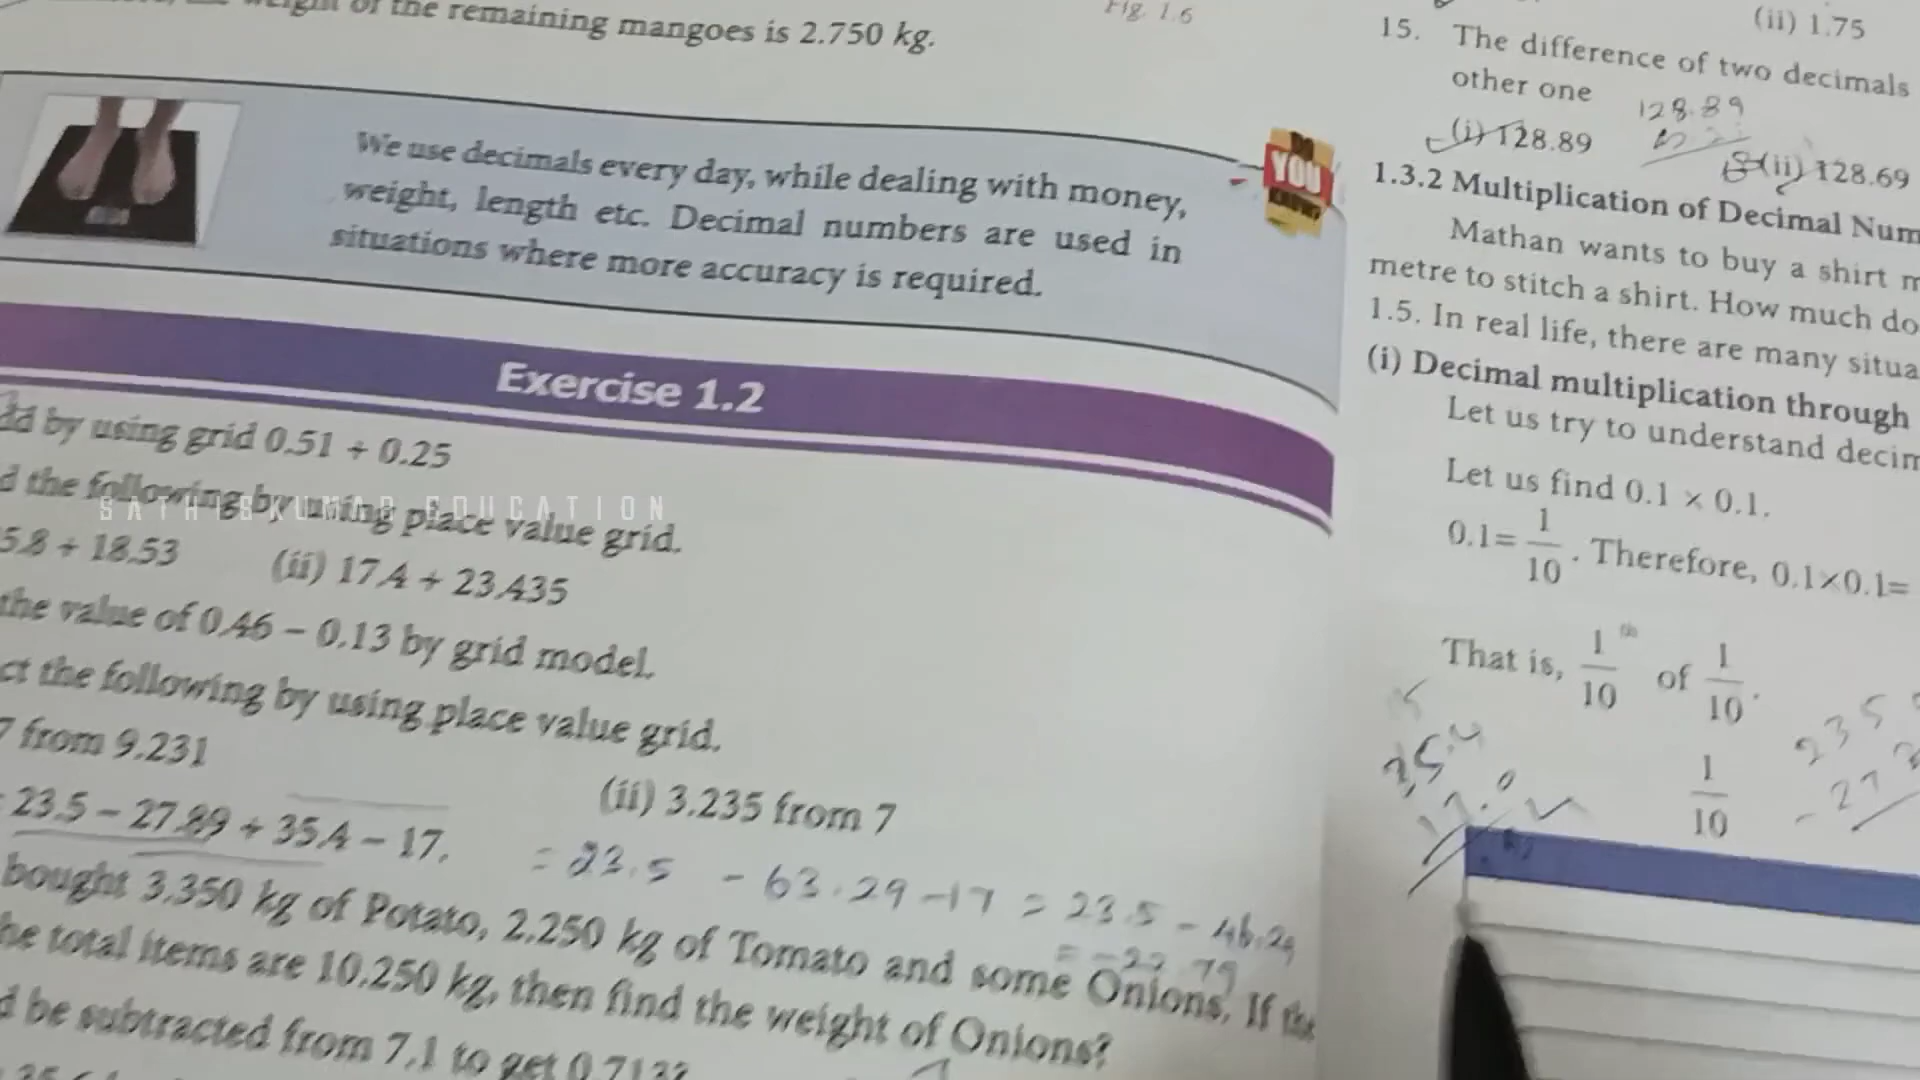 of the remaining mangoes is 2.750 kg.
Fig. 1.6
We use decimals every day, while dealing with money,
weight, length etc. Decimal numbers are used in
situations where more accuracy is required.
DO
YOU
KNOW?
Exercise 1.2
by using grid 0.51 + 0.25
the following by using place value grid.
SATHISKUMAR EDUCATION
5.8 + 18.53 (ii) 17.4 + 23.435
the value of 0.46 – 0.13 by grid model.
ct the following by using place value grid.
7 from 9.231
(ii) 3.235 from 7
23.5 – 27.89 + 35.4 – 17.
= 23.5 - 63.29 - 17 = 23.5 - 46.29
bought 3.350 kg of Potato, 2.250 kg of Tomato and some Onions. If the
he total items are 10.250 kg, then find the weight of Onions?
d be subtracted from 7.1 to get 0.713?
(ii) 1.75
15. The difference of two decimals
other one
128.89
(i) 128.89
(ii) 128.69
1.3.2 Multiplication of Decimal Num
Mathan wants to buy a shirt m
metre to stitch a shirt. How much do
1.5. In real life, there are many situa
(i) Decimal multiplication through
Let us try to understand decim
Let us find 0.1 × 0.1.
0.1= 1/10 . Therefore, 0.1×0.1=
That is, 1/10 th of 1/10 .
1/10